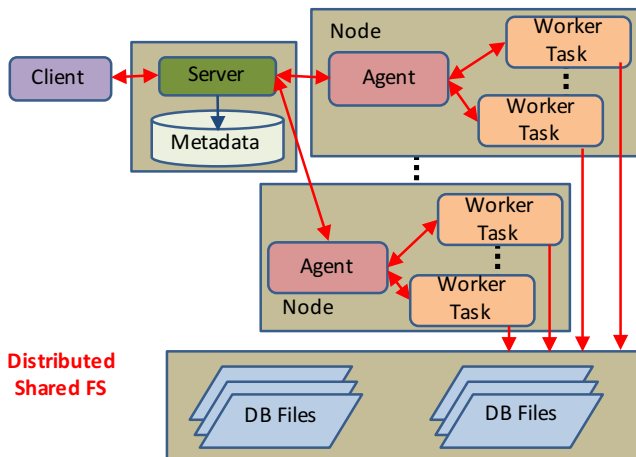 Node
Client
Server
Agent
Worker
Task
Worker
Task
Metadata
Worker
Task
Agent
Worker
Task
Node
Distributed
Shared FS
DB Files
DB Files